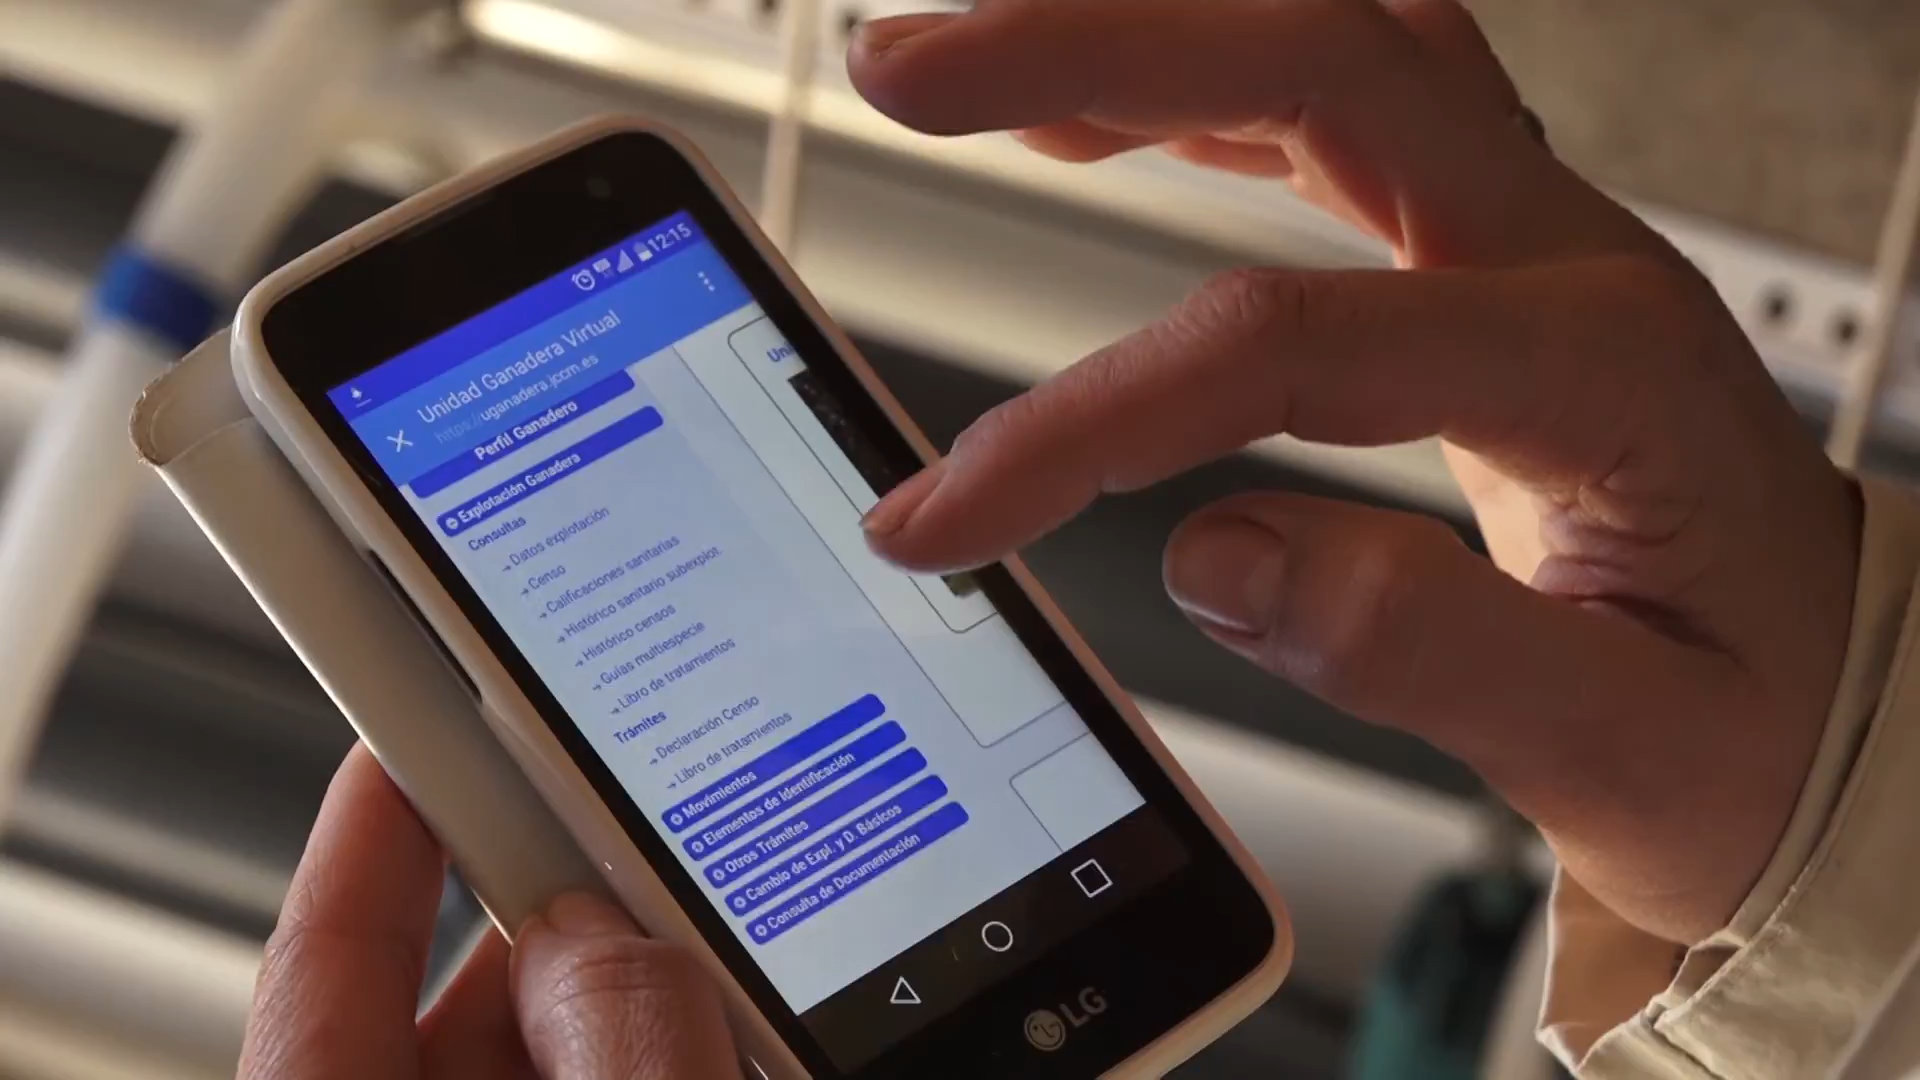 12:15
Unidad Ganadera Virtual
https://uganadera.jccm.es
Perfil Ganadero
Explotación Ganadera
Consultas
Datos explotación
Censo
Calificaciones sanitarias
Histórico sanitario subexplot.
Histórico censos
Guías multiespecie
Libro de tratamientos
Trámites
Declaración Censo
Libro de tratamientos
Movimientos
Elementos de Identificación
Otros Trámites
Cambio de Expl. y D. Básicos
Consulta de Documentación
LG